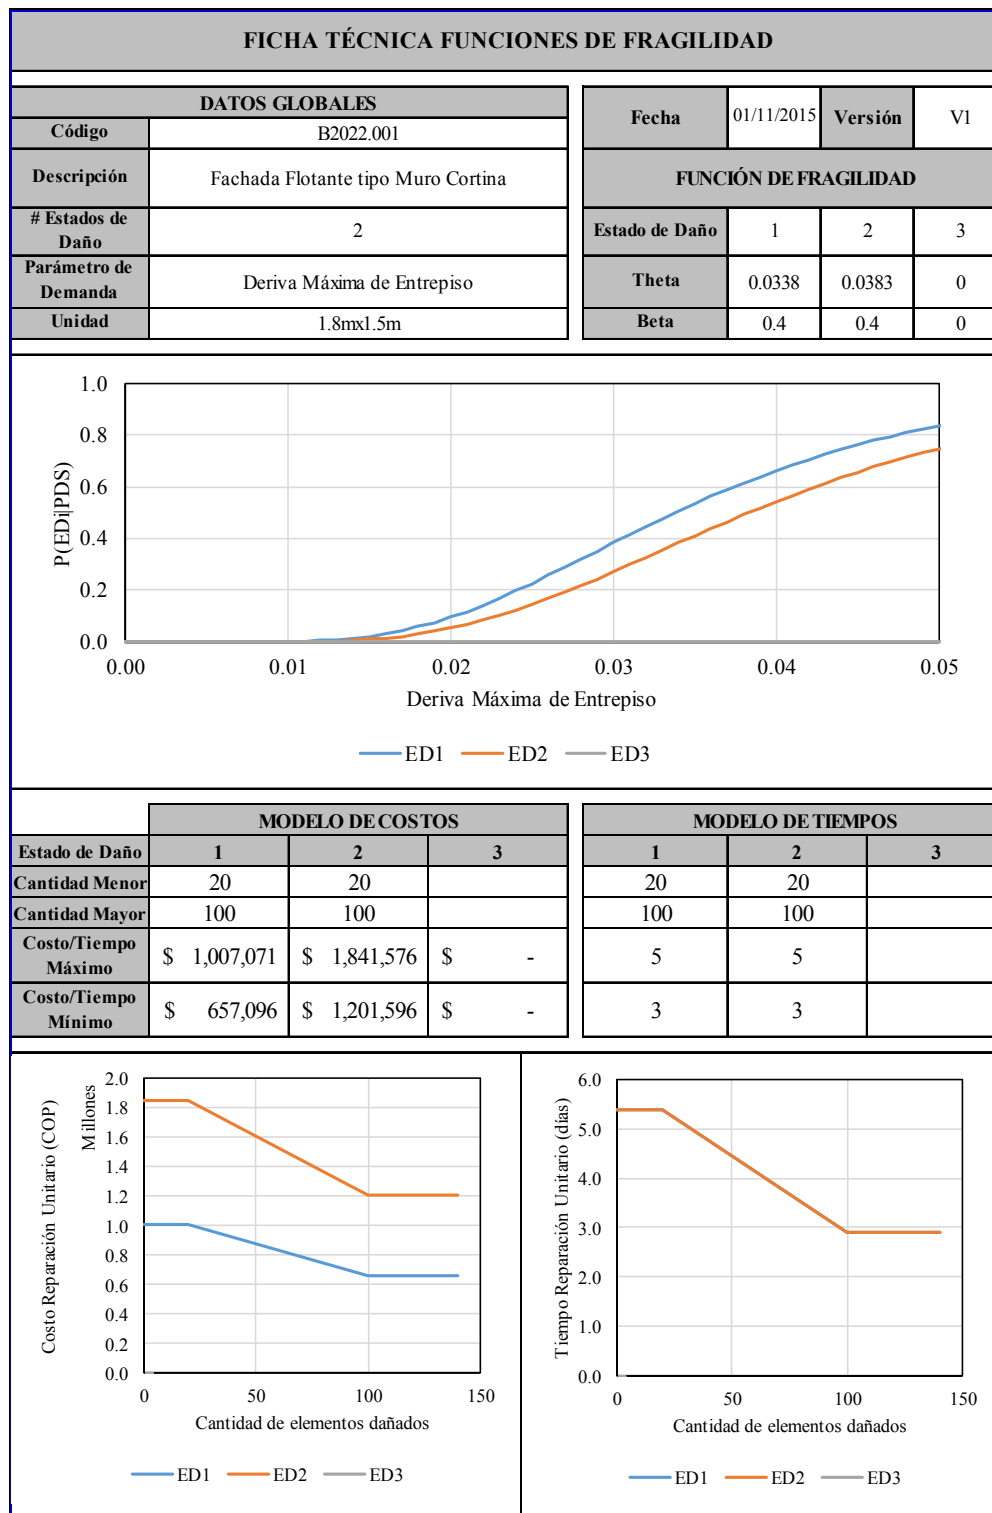 FICHA TÉCNICA FUNCIONES DE FRAGILIDAD
DATOS GLOBALES
Código B2022.001
Descripción Fachada Flotante tipo Muro Cortina
# Estados de Daño 2
Parámetro de Demanda Deriva Máxima de Entrepiso
Unidad 1.8mx1.5m
Fecha 01/11/2015 Versión V1
FUNCIÓN DE FRAGILIDAD
Estado de Daño 1 2 3
Theta 0.0338 0.0383 0
Beta 0.4 0.4 0
P(EDi|PDS)
1.0
0.8
0.6
0.4
0.2
0.0
0.00 0.01 0.02 0.03 0.04 0.05
Deriva Máxima de Entrepiso
ED1 ED2 ED3
MODELO DE COSTOS MODELO DE TIEMPOS
Estado de Daño 1 2 3 1 2 3
Cantidad Menor 20 20 20 20
Cantidad Mayor 100 100 100 100
Costo/Tiempo Máximo $ 1,007,071 $ 1,841,576 $ - 5 5
Costo/Tiempo Mínimo $ 657,096 $ 1,201,596 $ - 3 3
Costo Reparación Unitario (COP)
Millones
2.0
1.8
1.6
1.4
1.2
1.0
0.8
0.6
0.4
0.2
0.0
0 50 100 150
Cantidad de elementos dañados
ED1 ED2 ED3
Tiempo Reparación Unitario (días)
6.0
5.0
4.0
3.0
2.0
1.0
0.0
0 50 100 150
Cantidad de elementos dañados
ED1 ED2 ED3